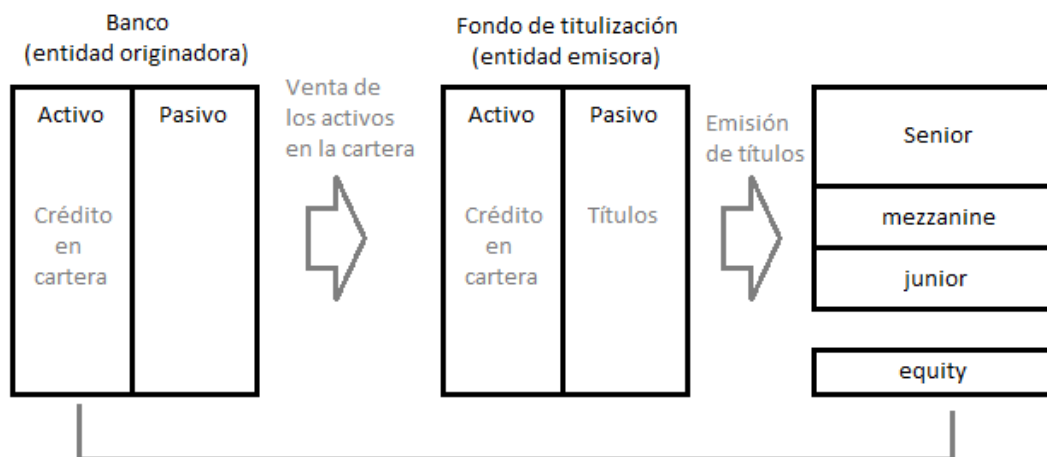 Banco
(entidad originadora)
Fondo de titulización
(entidad emisora)
Activo
Pasivo
Venta de
los activos
en la cartera
Activo
Pasivo
Emisión
de títulos
Senior
Crédito
en
cartera
Crédito
en
cartera
Títulos
mezzanine
junior
equity